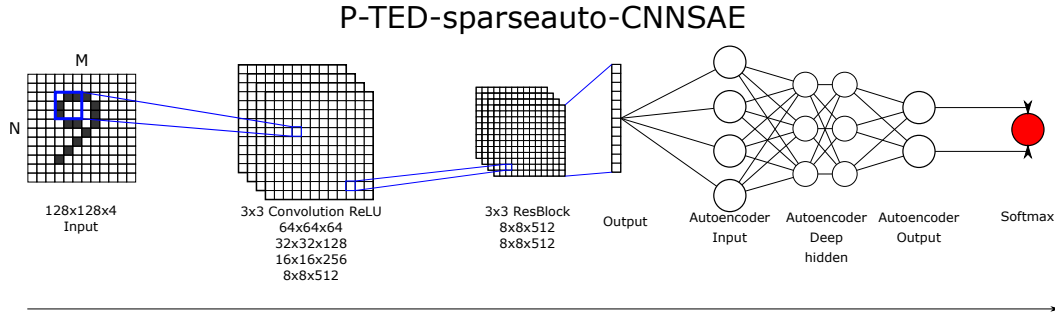 P-TED-sparseauto-CNNSAE
M
N
128x128x4
Input
3x3 Convolution ReLU
64x64x64
32x32x128
16x16x256
8x8x512
3x3 ResBlock
8x8x512
8x8x512
Output
Autoencoder
Input
Autoencoder
Deep
hidden
Autoencoder
Output
Softmax